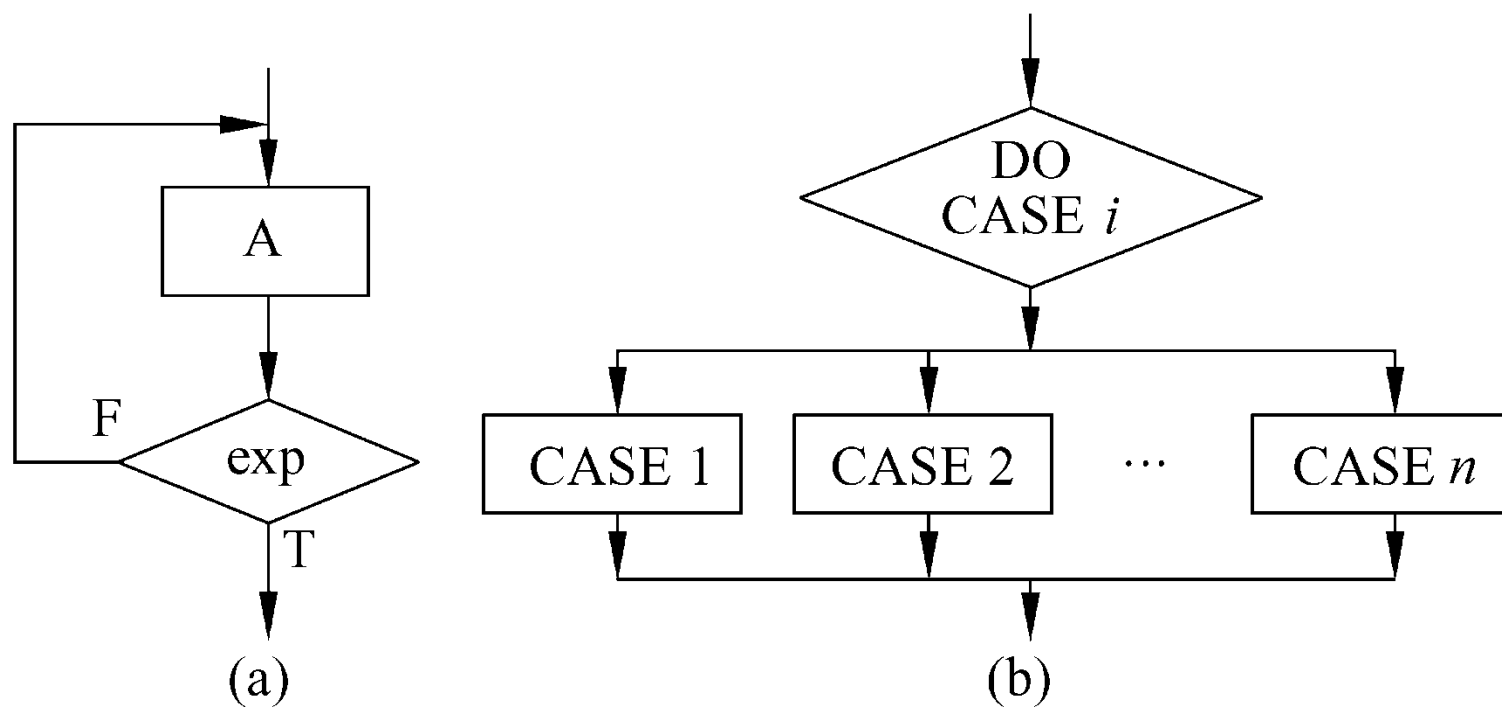 A
F
exp
T
(a)
DO
CASE i
CASE 1
CASE 2
…
CASE n
(b)